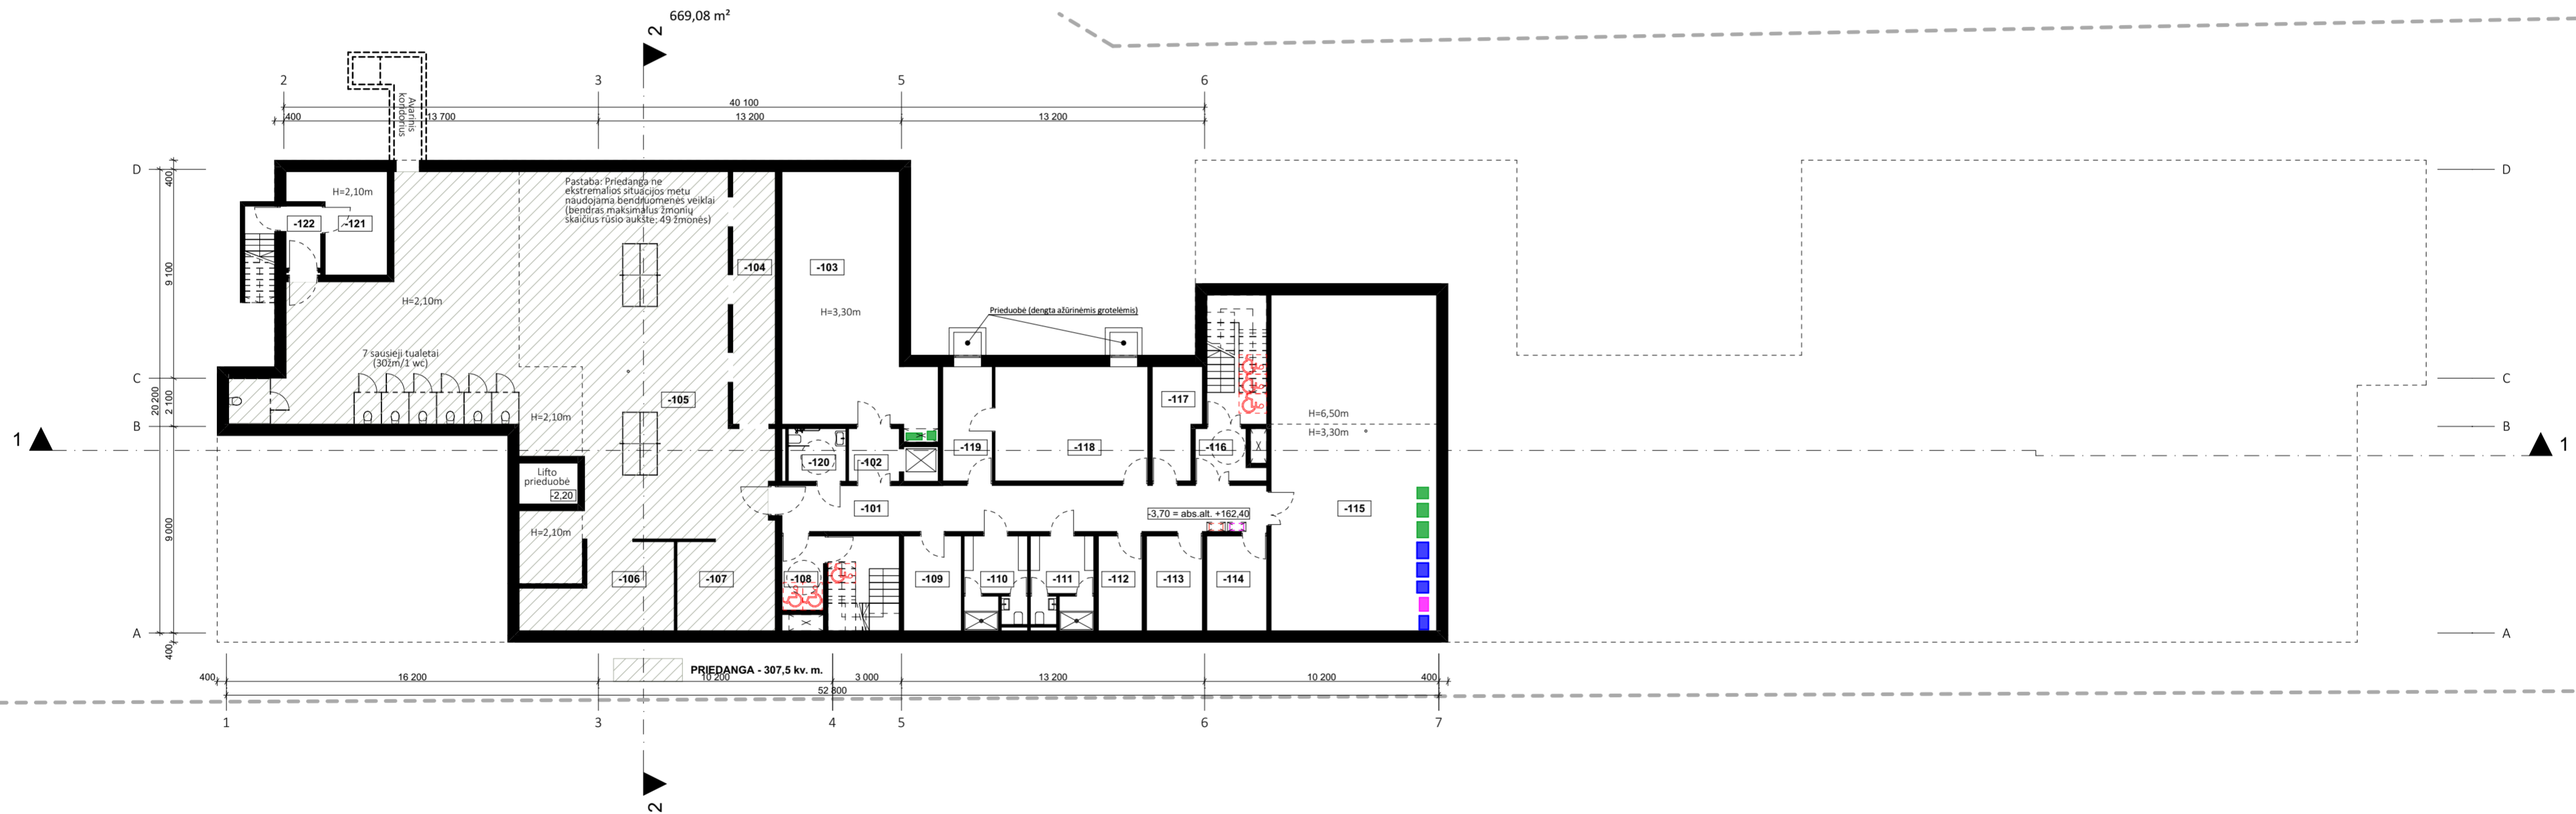 669,08 m²
2
2
3
5
6
40 100
400
13 700
13 200
13 200
Avarinis
koridorius
D
D
400
H=2,10m
Pastaba: Priedanga ne
ekstremalios situacijos metu
naudojama bendruomenės veiklai
(bendras maksimalus žmonių
skaičius rūsio aukšte: 49 žmonės)
-122
-121
-104
-103
9 100
H=2,10m
H=3,30m
Prieduobė (dengta ažūrinėmis grotelėmis)
7 sausieji tualetai
(30žm/1 wc)
C
C
20 200
2 100
-105
-117
H=2,10m
H=6,50m
H=3,30m
B
B
1
1
-119
-118
-116
-120
-102
Lifto
prieduobė
-2,20
-101
-3,70 = abs.alt. +162,40
-115
9 000
H=2,10m
-106
-107
-108
-109
-110
-111
-112
-113
-114
A
A
400
PRIEDANGA - 307,5 kv. m.
400
16 200
10 200
3 000
13 200
10 200
400
52 800
1
3
4
5
6
7
2